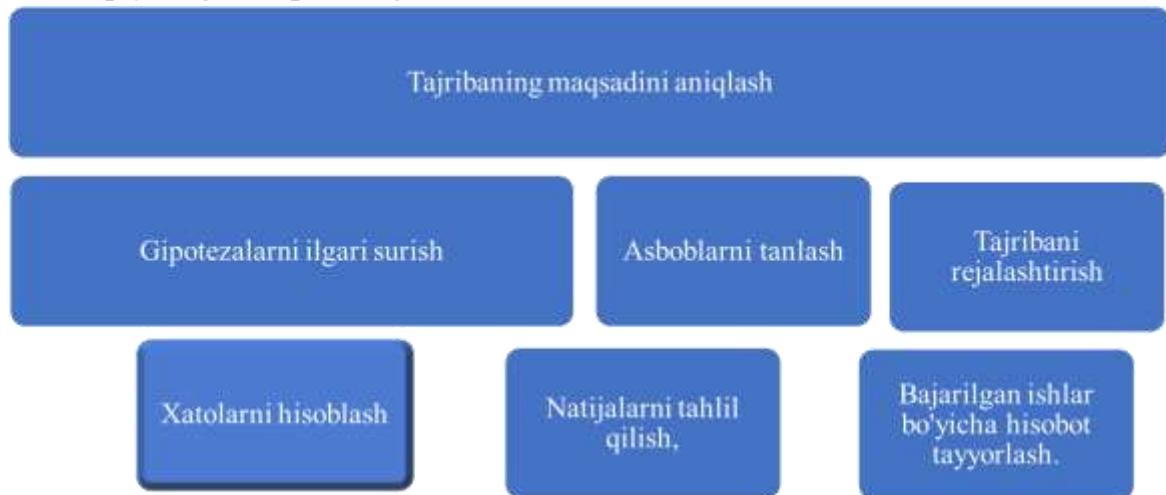 Tajribaning maqsadini aniqlash
Gipotezalarni ilgari surish
Asboblarni tanlash
Tajribani
rejalashtirish
Xatolarni hisoblash
Natijalarni tahlil
qilish,
Bajarilgan ishlar
bo'yicha hisobot
tayyorlash.